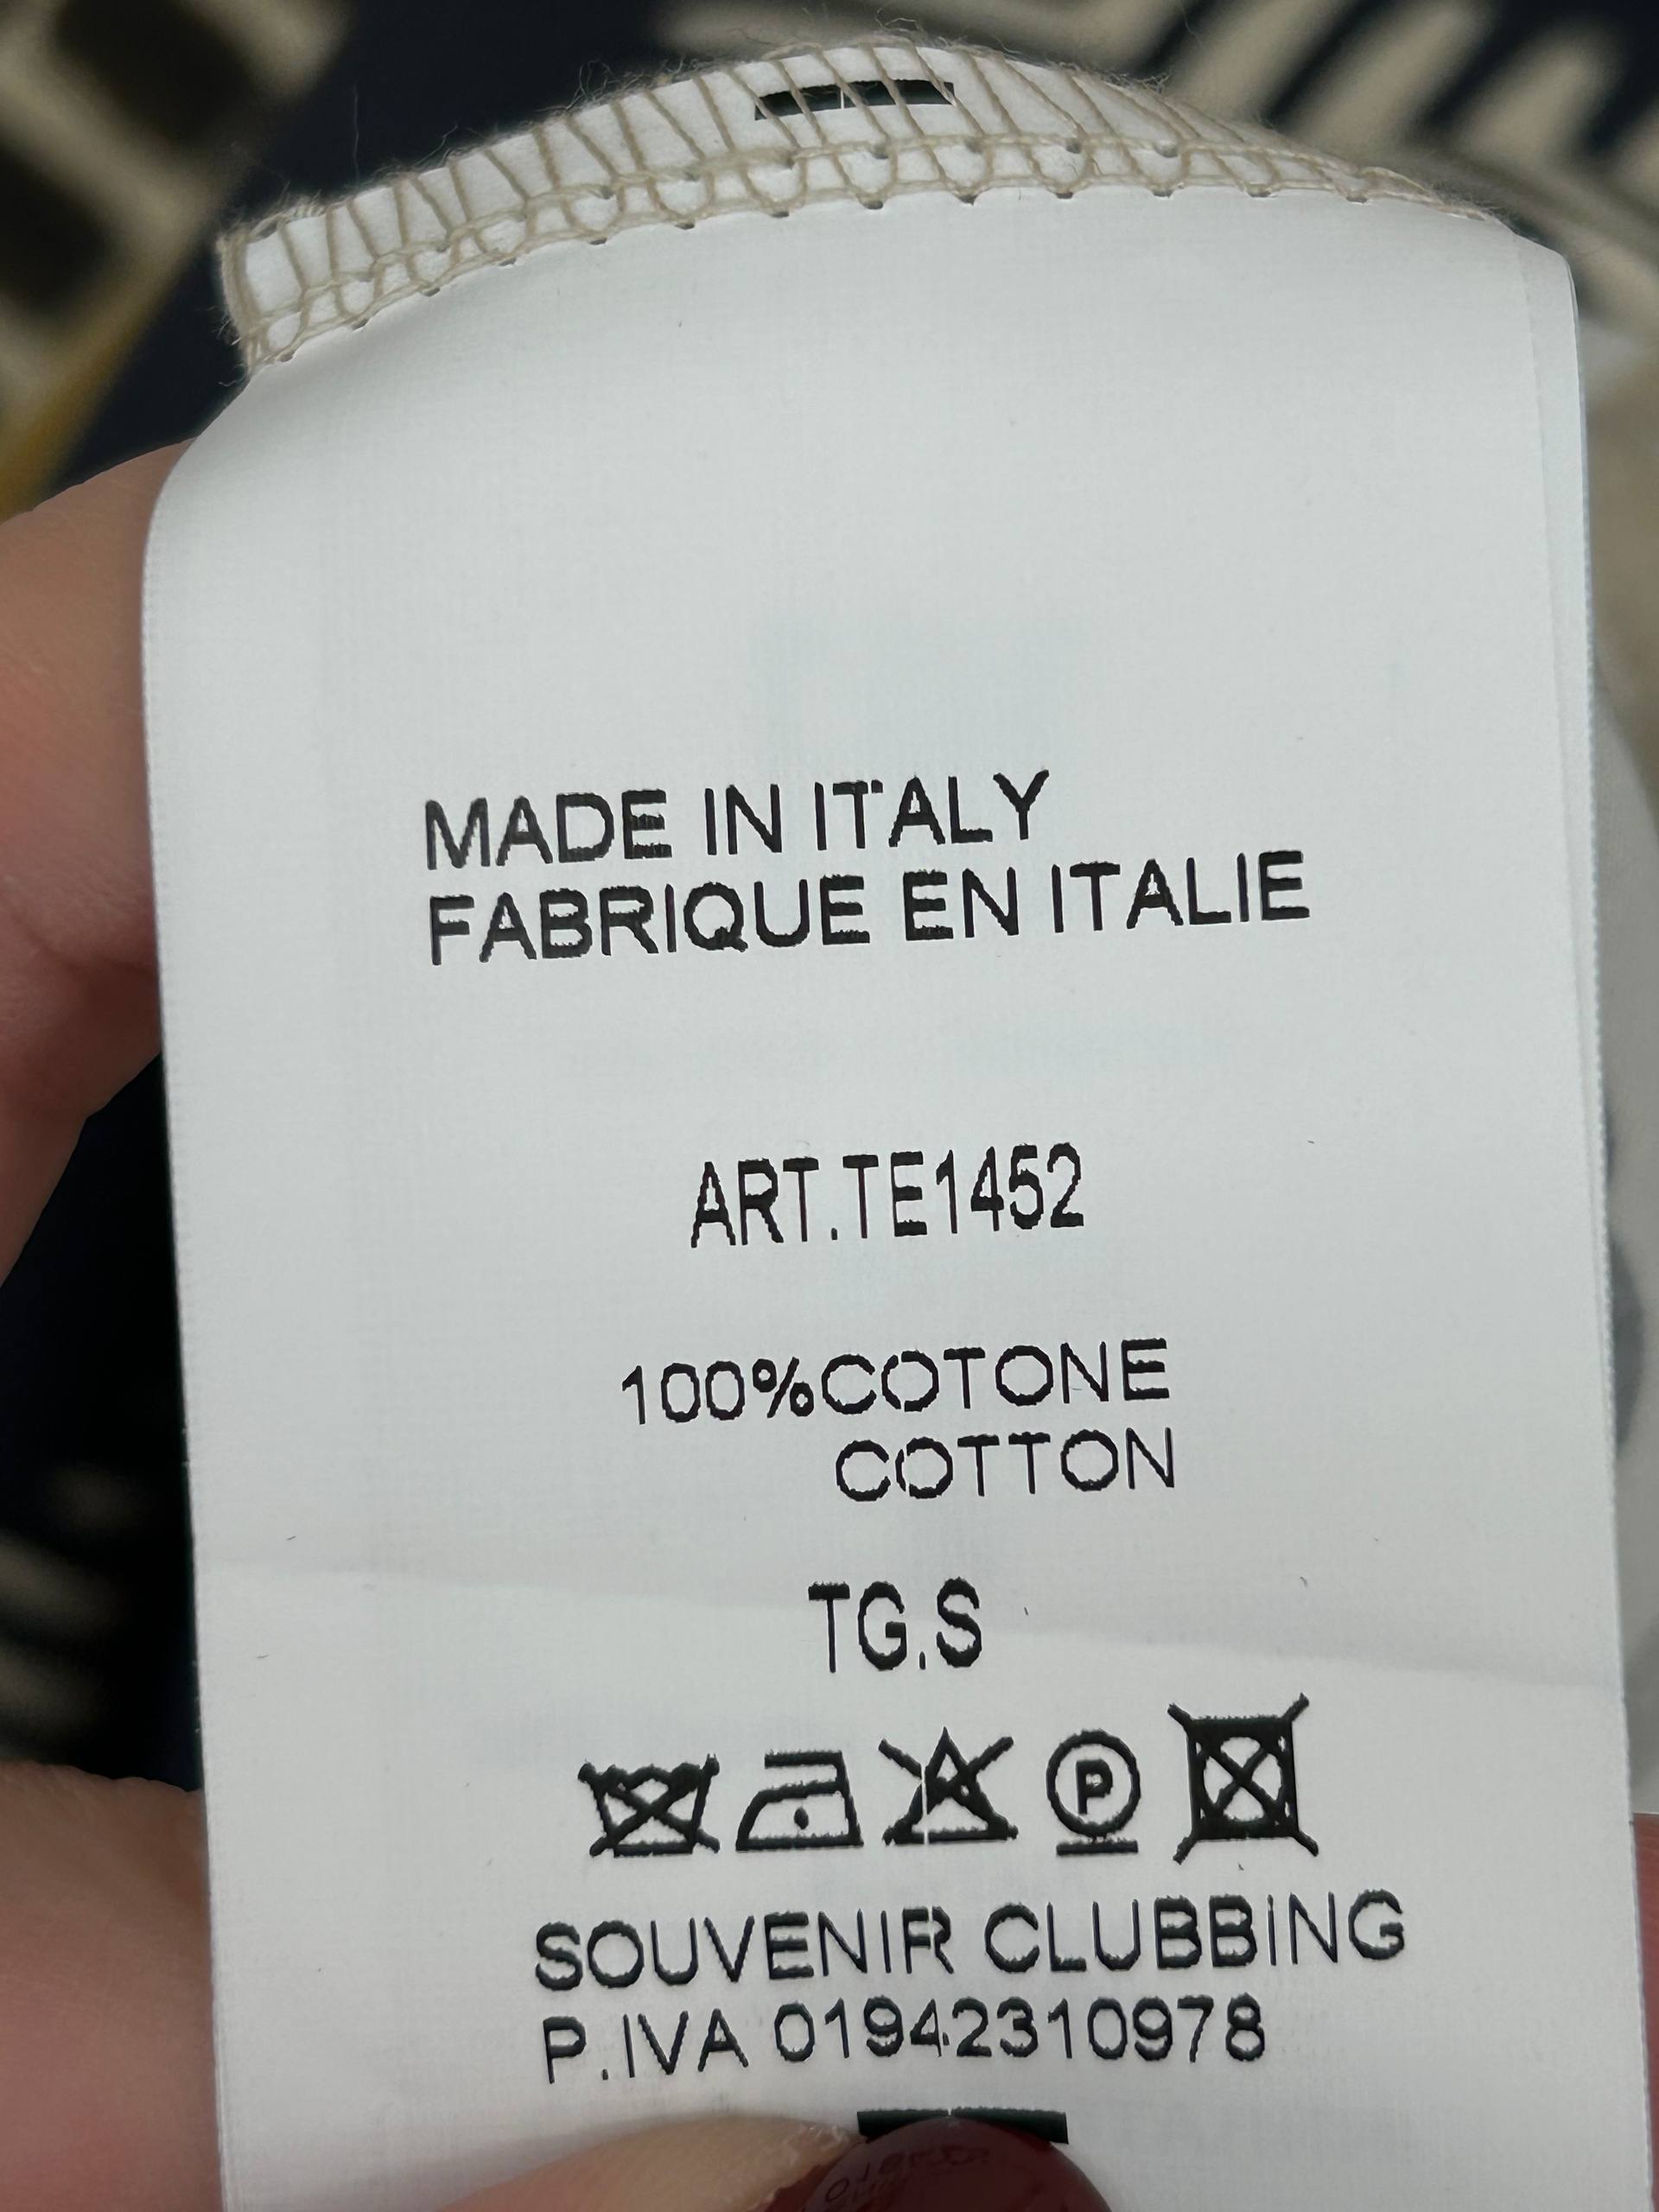 MADE IN ITALY
FABRIQUE EN ITALIE
ART.TE1452
100%COTONE
COTTON
TG.S
P
SOUVENIR CLUBBING
P.IVA 01942310978